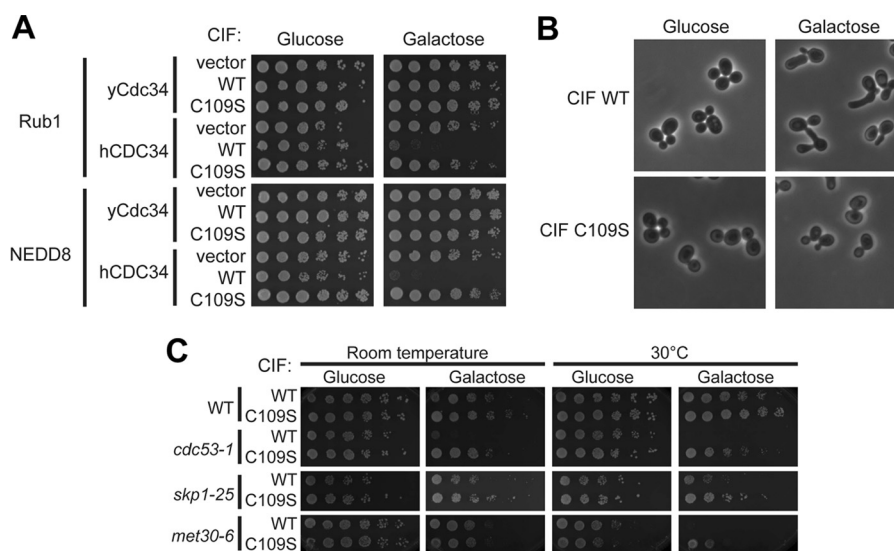 A
CIF:
Glucose
Galactose
Rub1
yCdc34
vector
WT
C109S
hCDC34
vector
WT
C109S
NEDD8
yCdc34
vector
WT
C109S
hCDC34
vector
WT
C109S
B
Glucose
Galactose
CIF WT
CIF C109S
C
CIF:
Room temperature
30°C
Glucose
Galactose
Glucose
Galactose
WT
WT
C109S
cdc53-1
WT
C109S
skp1-25
WT
C109S
met30-6
WT
C109S